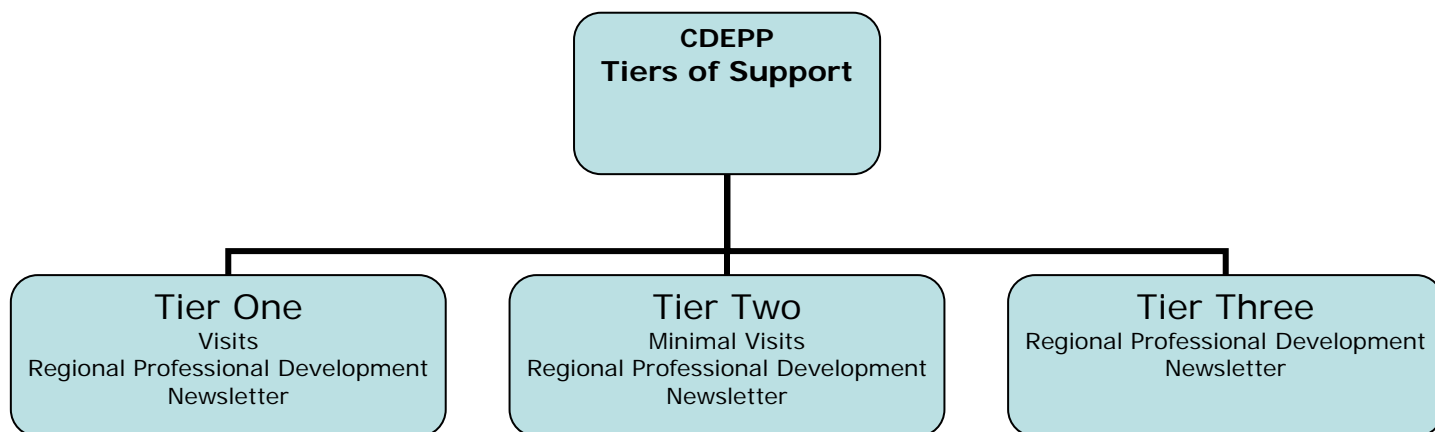 CDEPP
Tiers of Support
Tier One
Visits
Regional Professional Development
Newsletter
Tier Two
Minimal Visits
Regional Professional Development
Newsletter
Tier Three
Regional Professional Development
Newsletter